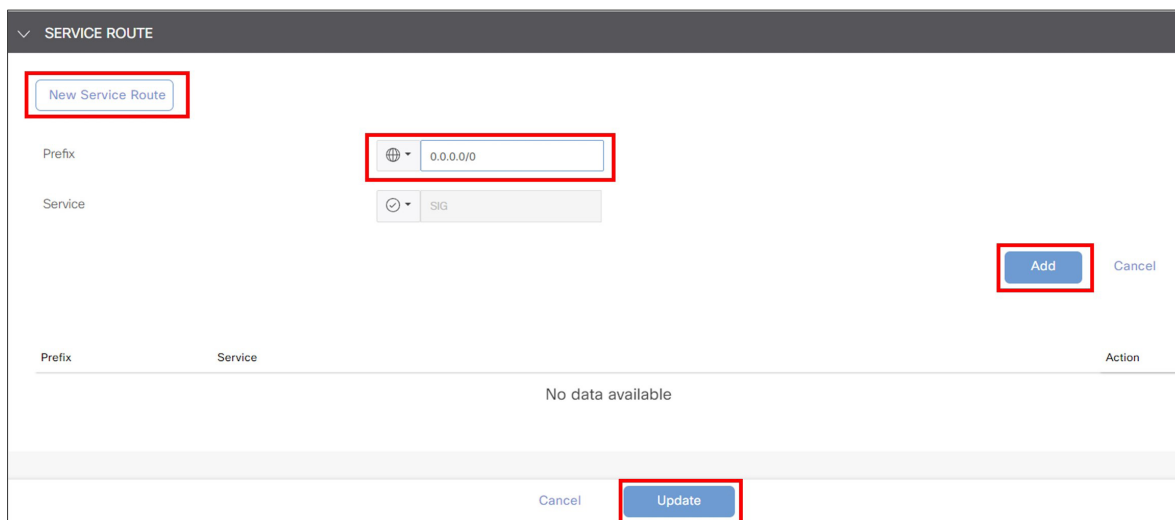 SERVICE ROUTE
New Service Route
Prefix
0.0.0.0/0
Service
SIG
Add Cancel
Prefix Service Action
No data available
Cancel Update